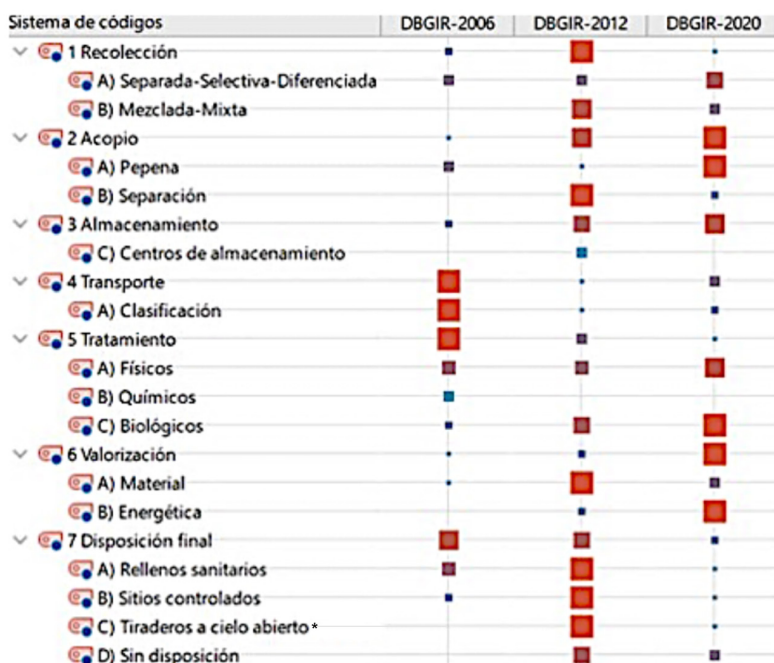 Sistema de códigos DBGIR-2006 DBGIR-2012 DBGIR-2020
1 Recolección
A) Separada-Selectiva-Diferenciada
B) Mezclada-Mixta
2 Acopio
A) Pepena
B) Separación
3 Almacenamiento
C) Centros de almacenamiento
4 Transporte
A) Clasificación
5 Tratamiento
A) Físicos
B) Químicos
C) Biológicos
6 Valorización
A) Material
B) Energética
7 Disposición final
A) Rellenos sanitarios
B) Sitios controlados
C) Tiraderos a cielo abierto*
D) Sin disposición